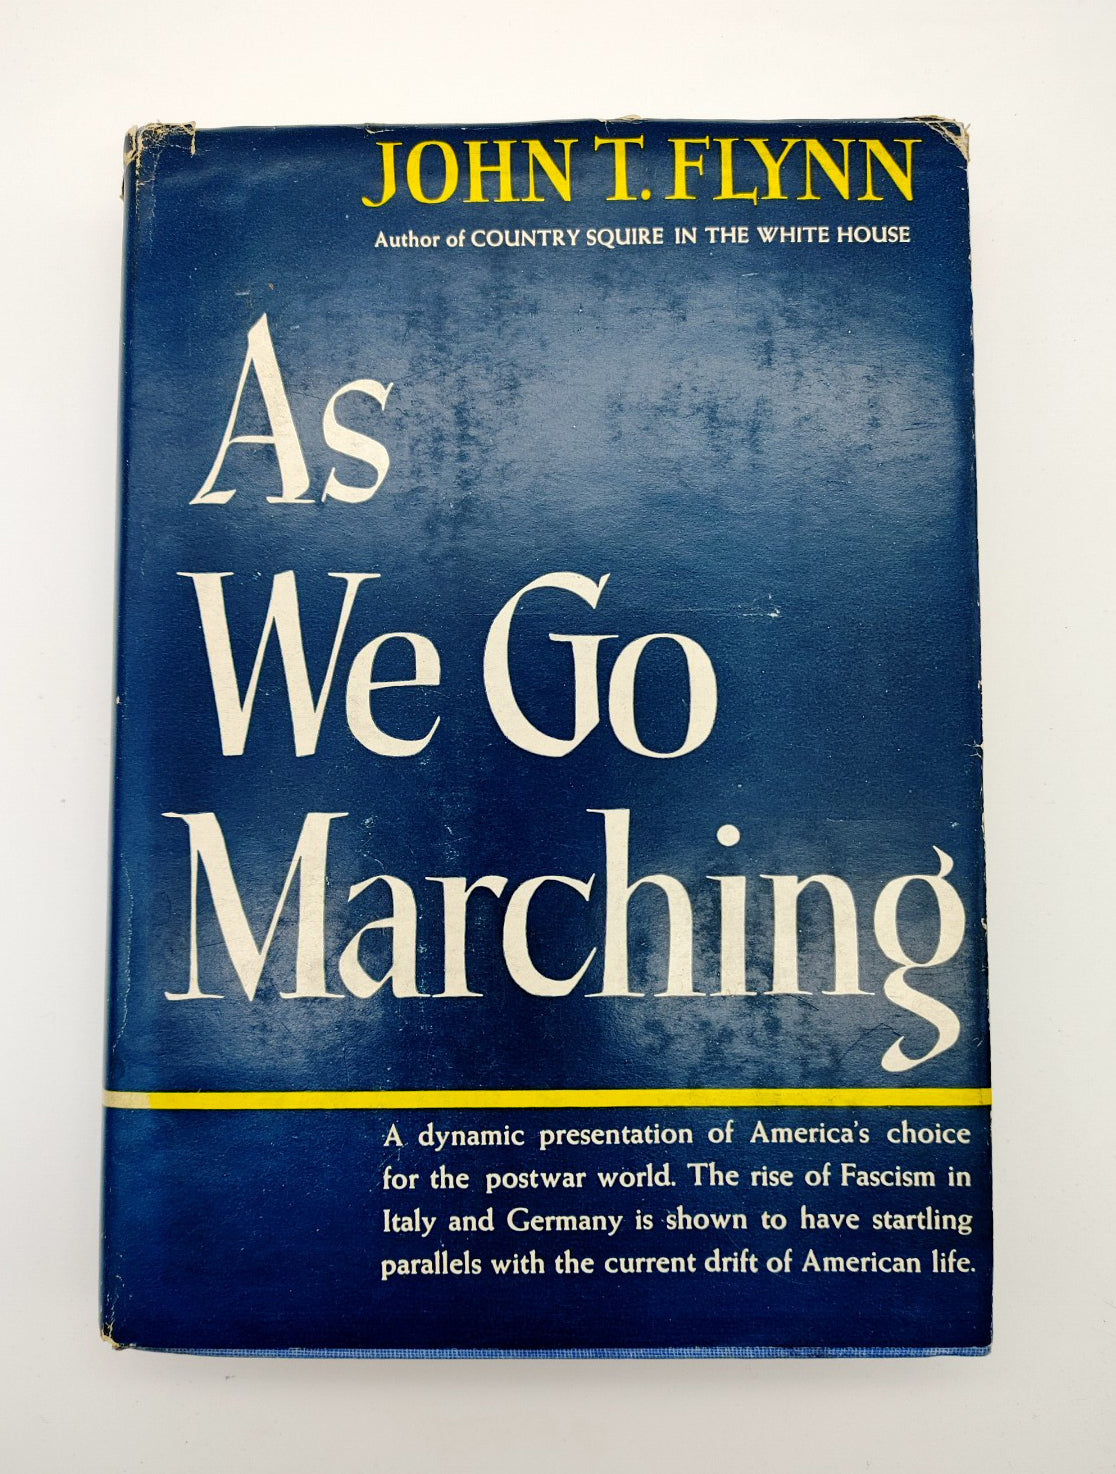 JOHN T. FLYNN
Author of COUNTRY SQUIRE IN THE WHITE HOUSE
As
We Go
Marching
A dynamic presentation of America's choice
for the postwar world. The rise of Fascism in
Italy and Germany is shown to have startling
parallels with the current drift of American life.